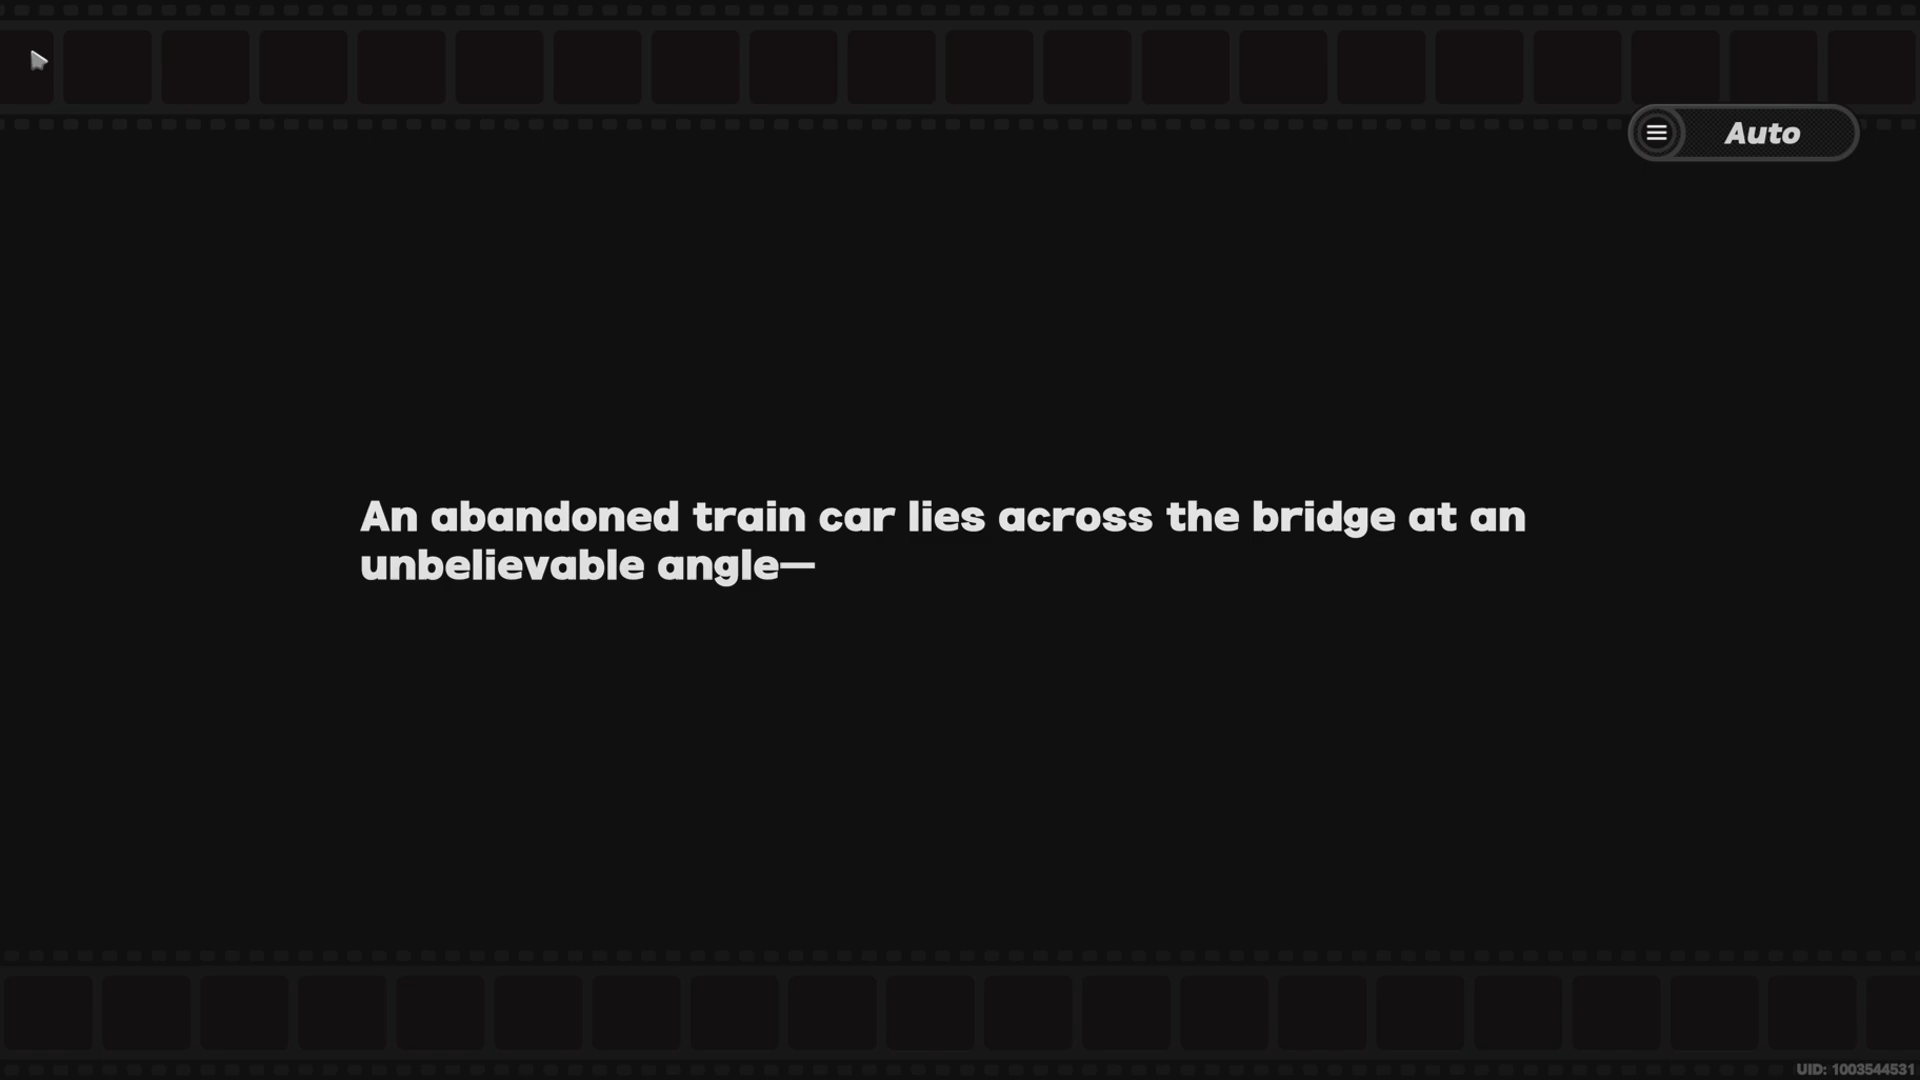 Auto
An abandoned train car lies across the bridge at an
unbelievable angle—
UID: 1003544531